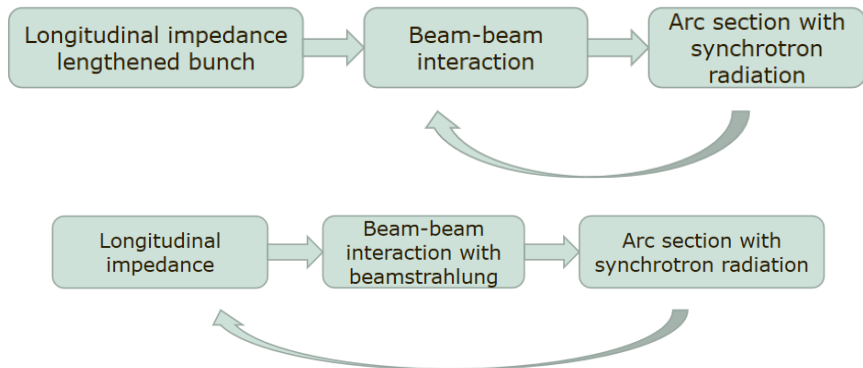 Longitudinal impedance
lengthened bunch
Beam-beam
interaction
Arc section with
synchrotron
radiation
Longitudinal
impedance
Beam-beam
interaction with
beamstrahlung
Arc section with
synchrotron radiation